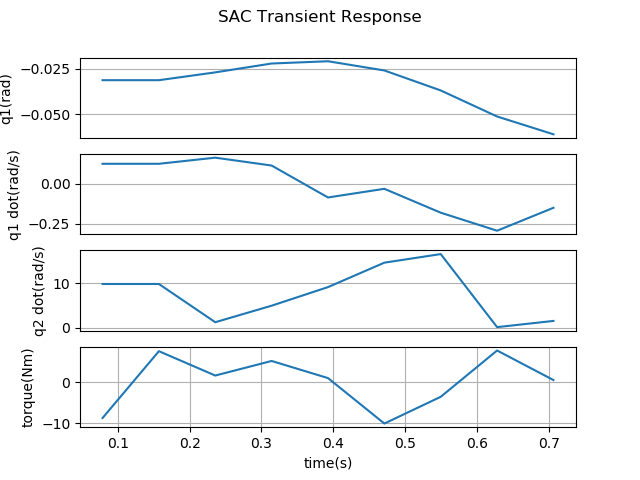 SAC Transient Response
q1(rad)
−0.025
−0.050
q1 dot(rad/s)
0.00
−0.25
q2 dot(rad/s)
10
0
torque(Nm)
0
−10
0.1 0.2 0.3 0.4 0.5 0.6 0.7
time(s)